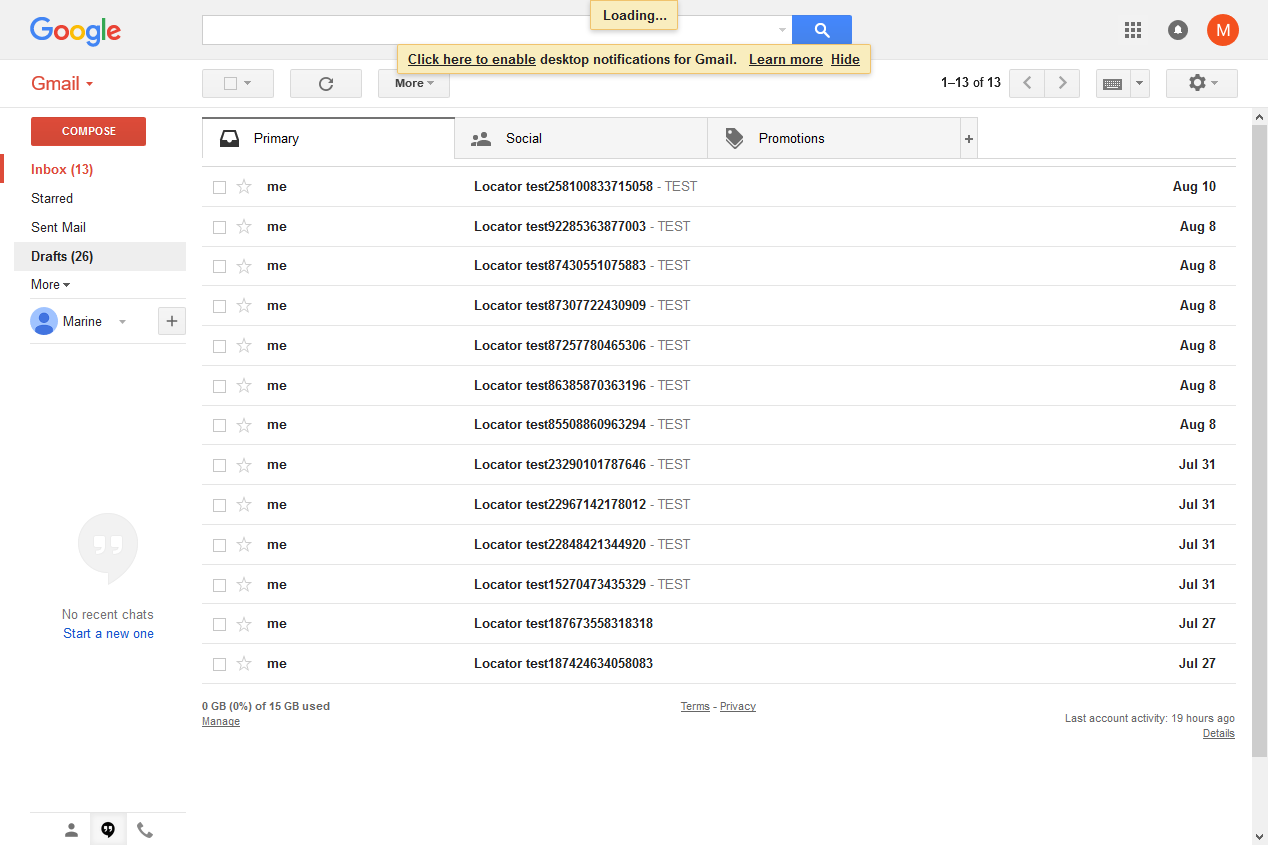 Loading...
Google
M
Click here to enable desktop notifications for Gmail. Learn more Hide
Gmail
More
1–13 of 13
COMPOSE
Inbox (13)
Starred
Sent Mail
Drafts (26)
More
Marine
+
Primary
Social
Promotions
+
me Locator test258100833715058 - TEST Aug 10
me Locator test92285363877003 - TEST Aug 8
me Locator test87430551075883 - TEST Aug 8
me Locator test87307722430909 - TEST Aug 8
me Locator test87257780465306 - TEST Aug 8
me Locator test86385870363196 - TEST Aug 8
me Locator test85508860963294 - TEST Aug 8
me Locator test23290101787646 - TEST Jul 31
me Locator test22967142178012 - TEST Jul 31
me Locator test22848421344920 - TEST Jul 31
me Locator test15270473435329 - TEST Jul 31
me Locator test187673558318318 Jul 27
me Locator test187424634058083 Jul 27
No recent chats
Start a new one
0 GB (0%) of 15 GB used
Manage
Terms - Privacy
Last account activity: 19 hours ago
Details